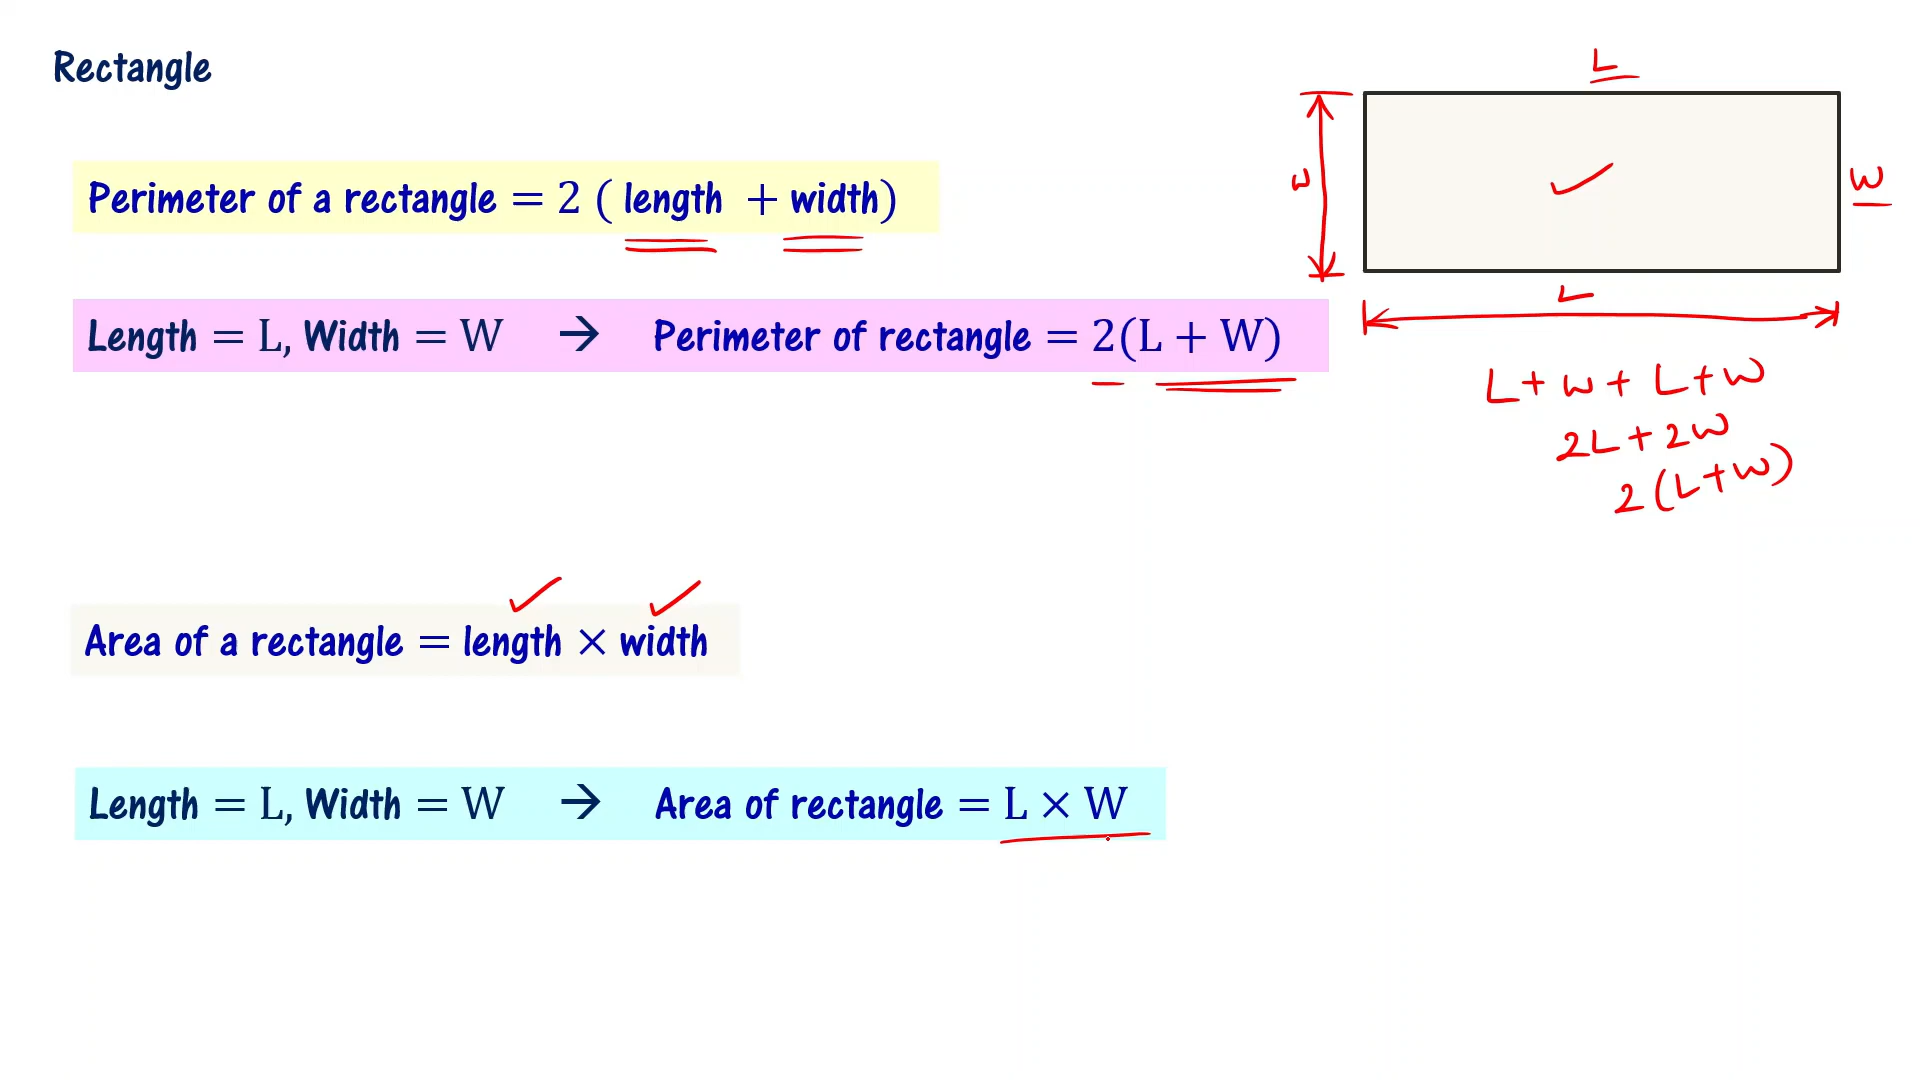 Rectangle
L
W
W
Perimeter of a rectangle = 2 ( length + width)
L
Length = L, Width = W → Perimeter of rectangle = 2(L + W)
L+W+L+W
2L+2W
2(L+W)
Area of a rectangle = length × width
Length = L, Width = W → Area of rectangle = L × W